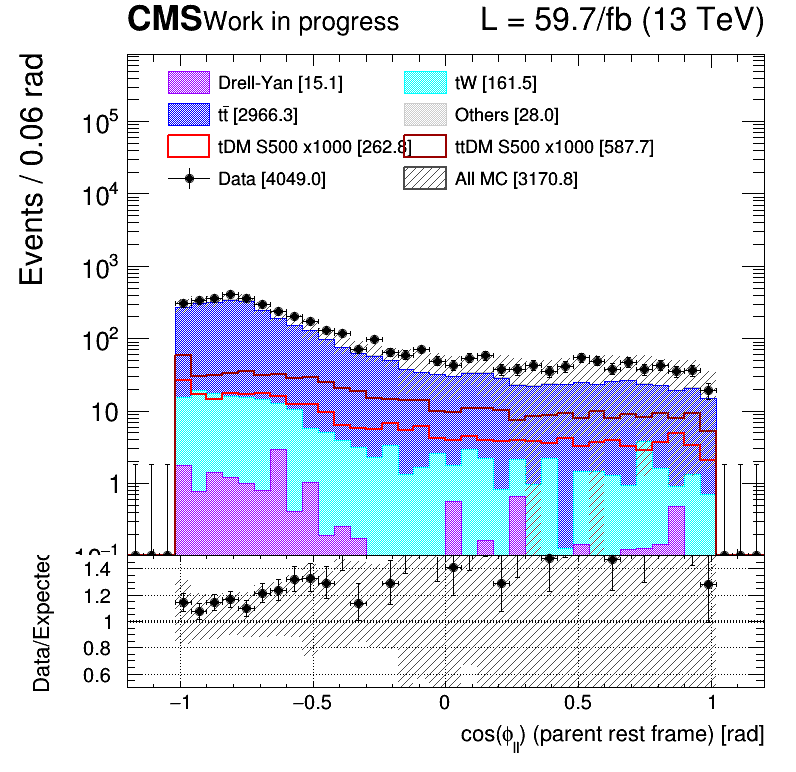 CMS Work in progress L = 59.7/fb (13 TeV)
Events / 0.06 rad
Drell-Yan [15.1] tW [161.5]
tt̄ [2966.3] Others [28.0]
tDM S500 x1000 [262.8] ttDM S500 x1000 [587.7]
Data [4049.0] All MC [3170.8]
10⁵
10⁴
10³
10²
10
1
10⁻¹
Data/Expected
1.4
1.2
1
0.8
0.6
−1 −0.5 0 0.5 1
cos(ϕ_ll) (parent rest frame) [rad]